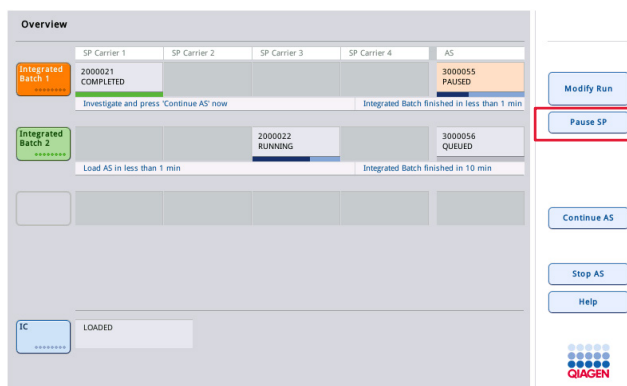 Overview
SP Carrier 1 SP Carrier 2 SP Carrier 3 SP Carrier 4 AS
Integrated Batch 1
2000021 COMPLETED
3000055 PAUSED
Investigate and press 'Continue AS' now
Integrated Batch finished in less than 1 min
Integrated Batch 2
2000022 RUNNING
3000056 QUEUED
Load AS in less than 1 min
Integrated Batch finished in 10 min
IC
LOADED
Modify Run
Pause SP
Continue AS
Stop AS
Help
QIAGEN